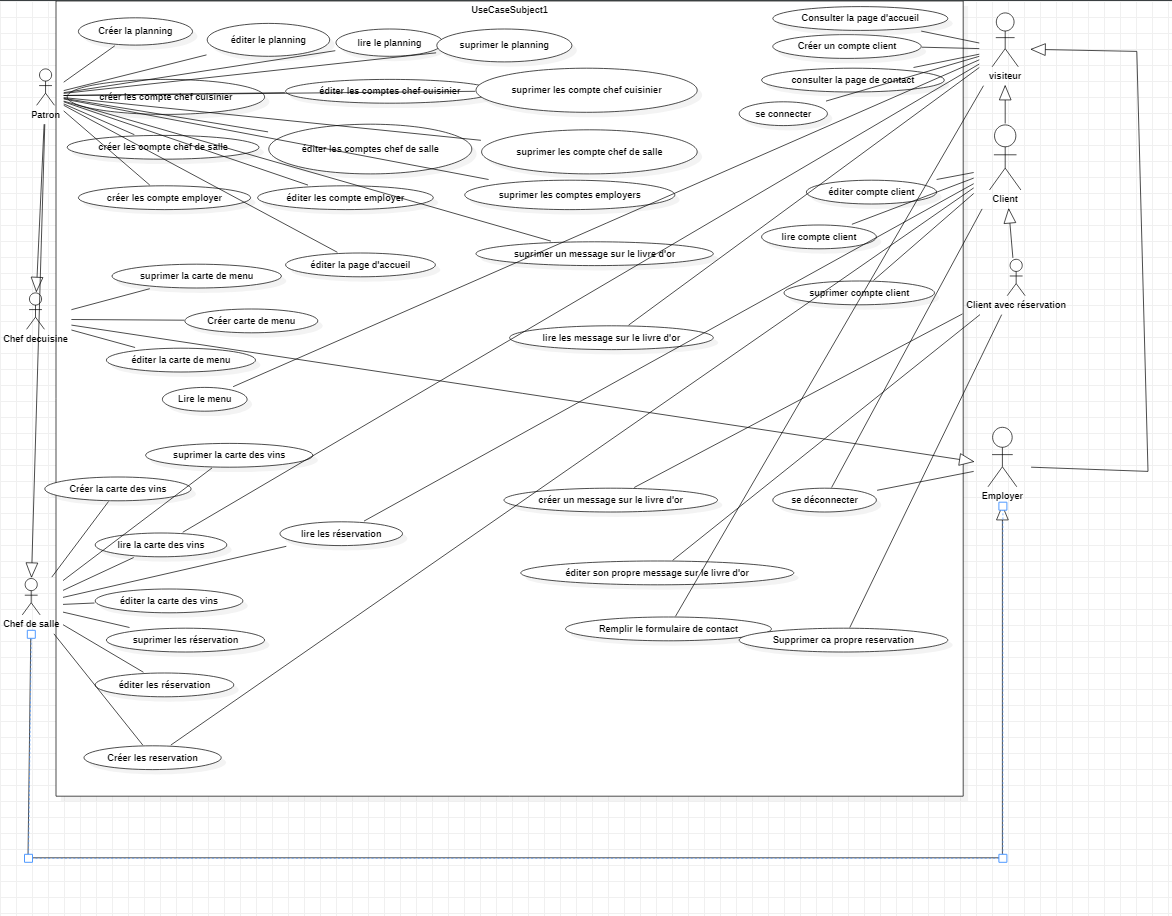 UseCaseSubject1
Consulter la page d'accueil
Créer la planning
éditer le planning
lire le planning
suprimer le planning
Créer un compte client
visiteur
consulter la page de contact
créer les compte chef cuisinier
éditer les comptes chef cuisinier
suprimer les compte chef cuisinier
Patron
se connecter
créer les compte chef de salle
éditer les comptes chef de salle
suprimer les compte chef de salle
créer les compte employer
éditer les compte employer
suprimer les comptes employers
éditer compte client
Client
lire compte client
suprimer un message sur le livre d'or
éditer la page d'accueil
suprimer la carte de menu
suprimer compte client
Client avec réservation
Créer carte de menu
Chef decuisine
lire les message sur le livre d'or
éditer la carte de menu
Lire le menu
suprimer la carte des vins
Créer la carte des vins
créer un message sur le livre d'or
se déconnecter
Employer
lire les réservation
lire la carte des vins
éditer son propre message sur le livre d'or
éditer la carte des vins
Chef de salle
Remplir le formulaire de contact
suprimer les réservation
Supprimer ca propre reservation
éditer les réservation
Créer les reservation